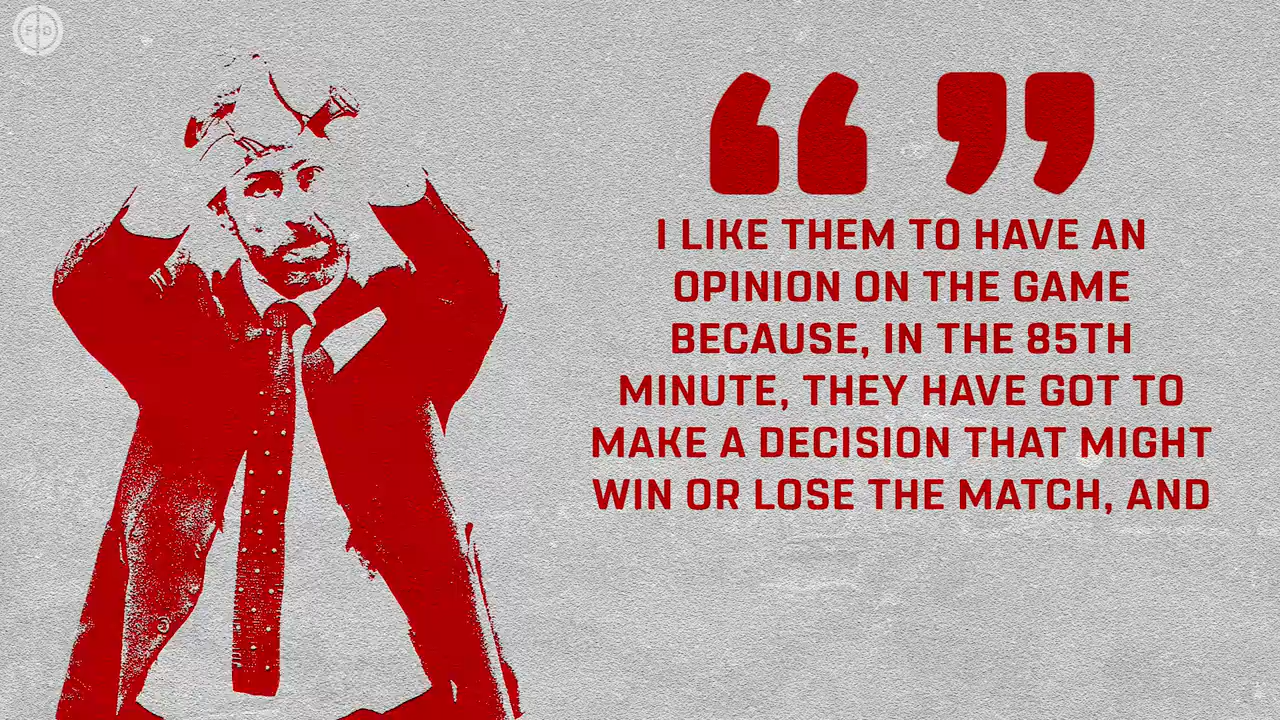 I LIKE THEM TO HAVE AN
OPINION ON THE GAME
BECAUSE, IN THE 85TH
MINUTE, THEY HAVE GOT TO
MAKE A DECISION THAT MIGHT
WIN OR LOSE THE MATCH, AND